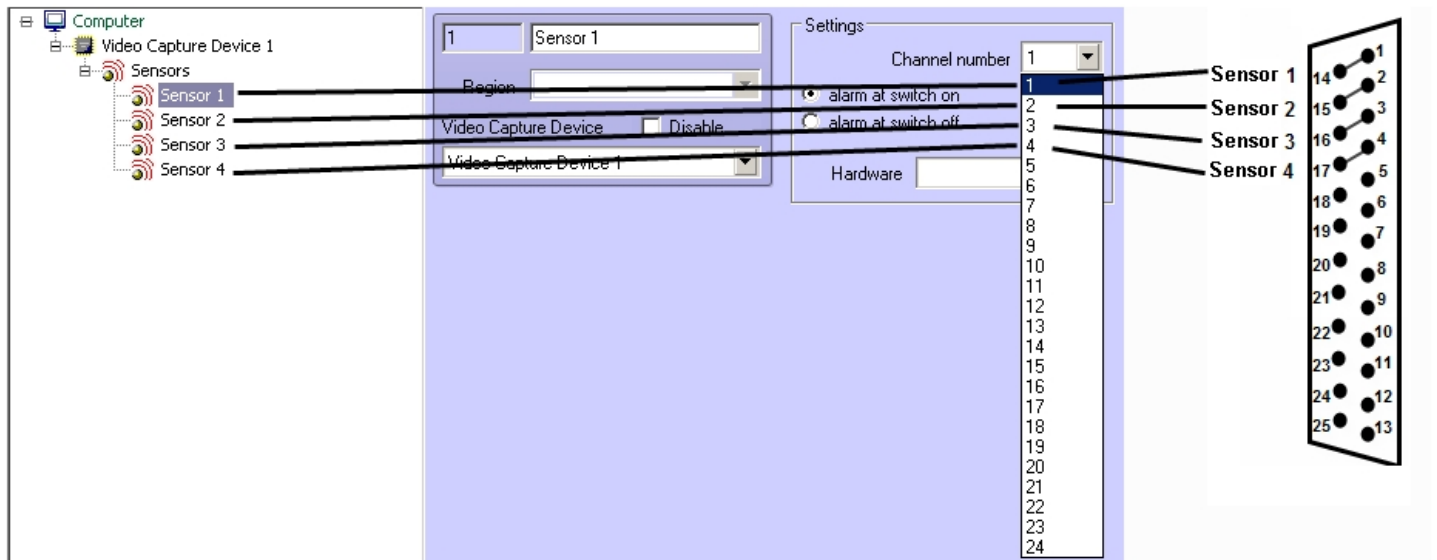 Computer
Video Capture Device 1
Sensors
Sensor 1
Sensor 2
Sensor 3
Sensor 4
1 Sensor 1
Region
Video Capture Device Disable
Video Capture Device 1
Settings
Channel number 1
alarm at switch on
alarm at switch off
Hardware
1
2
3
4
5
6
7
8
9
10
11
12
13
14
15
16
17
18
19
20
21
22
23
24
Sensor 1
Sensor 2
Sensor 3
Sensor 4
1
14
2
15
3
16
4
17
5
18
6
19
7
20
8
21
9
22
10
23
11
24
12
25
13